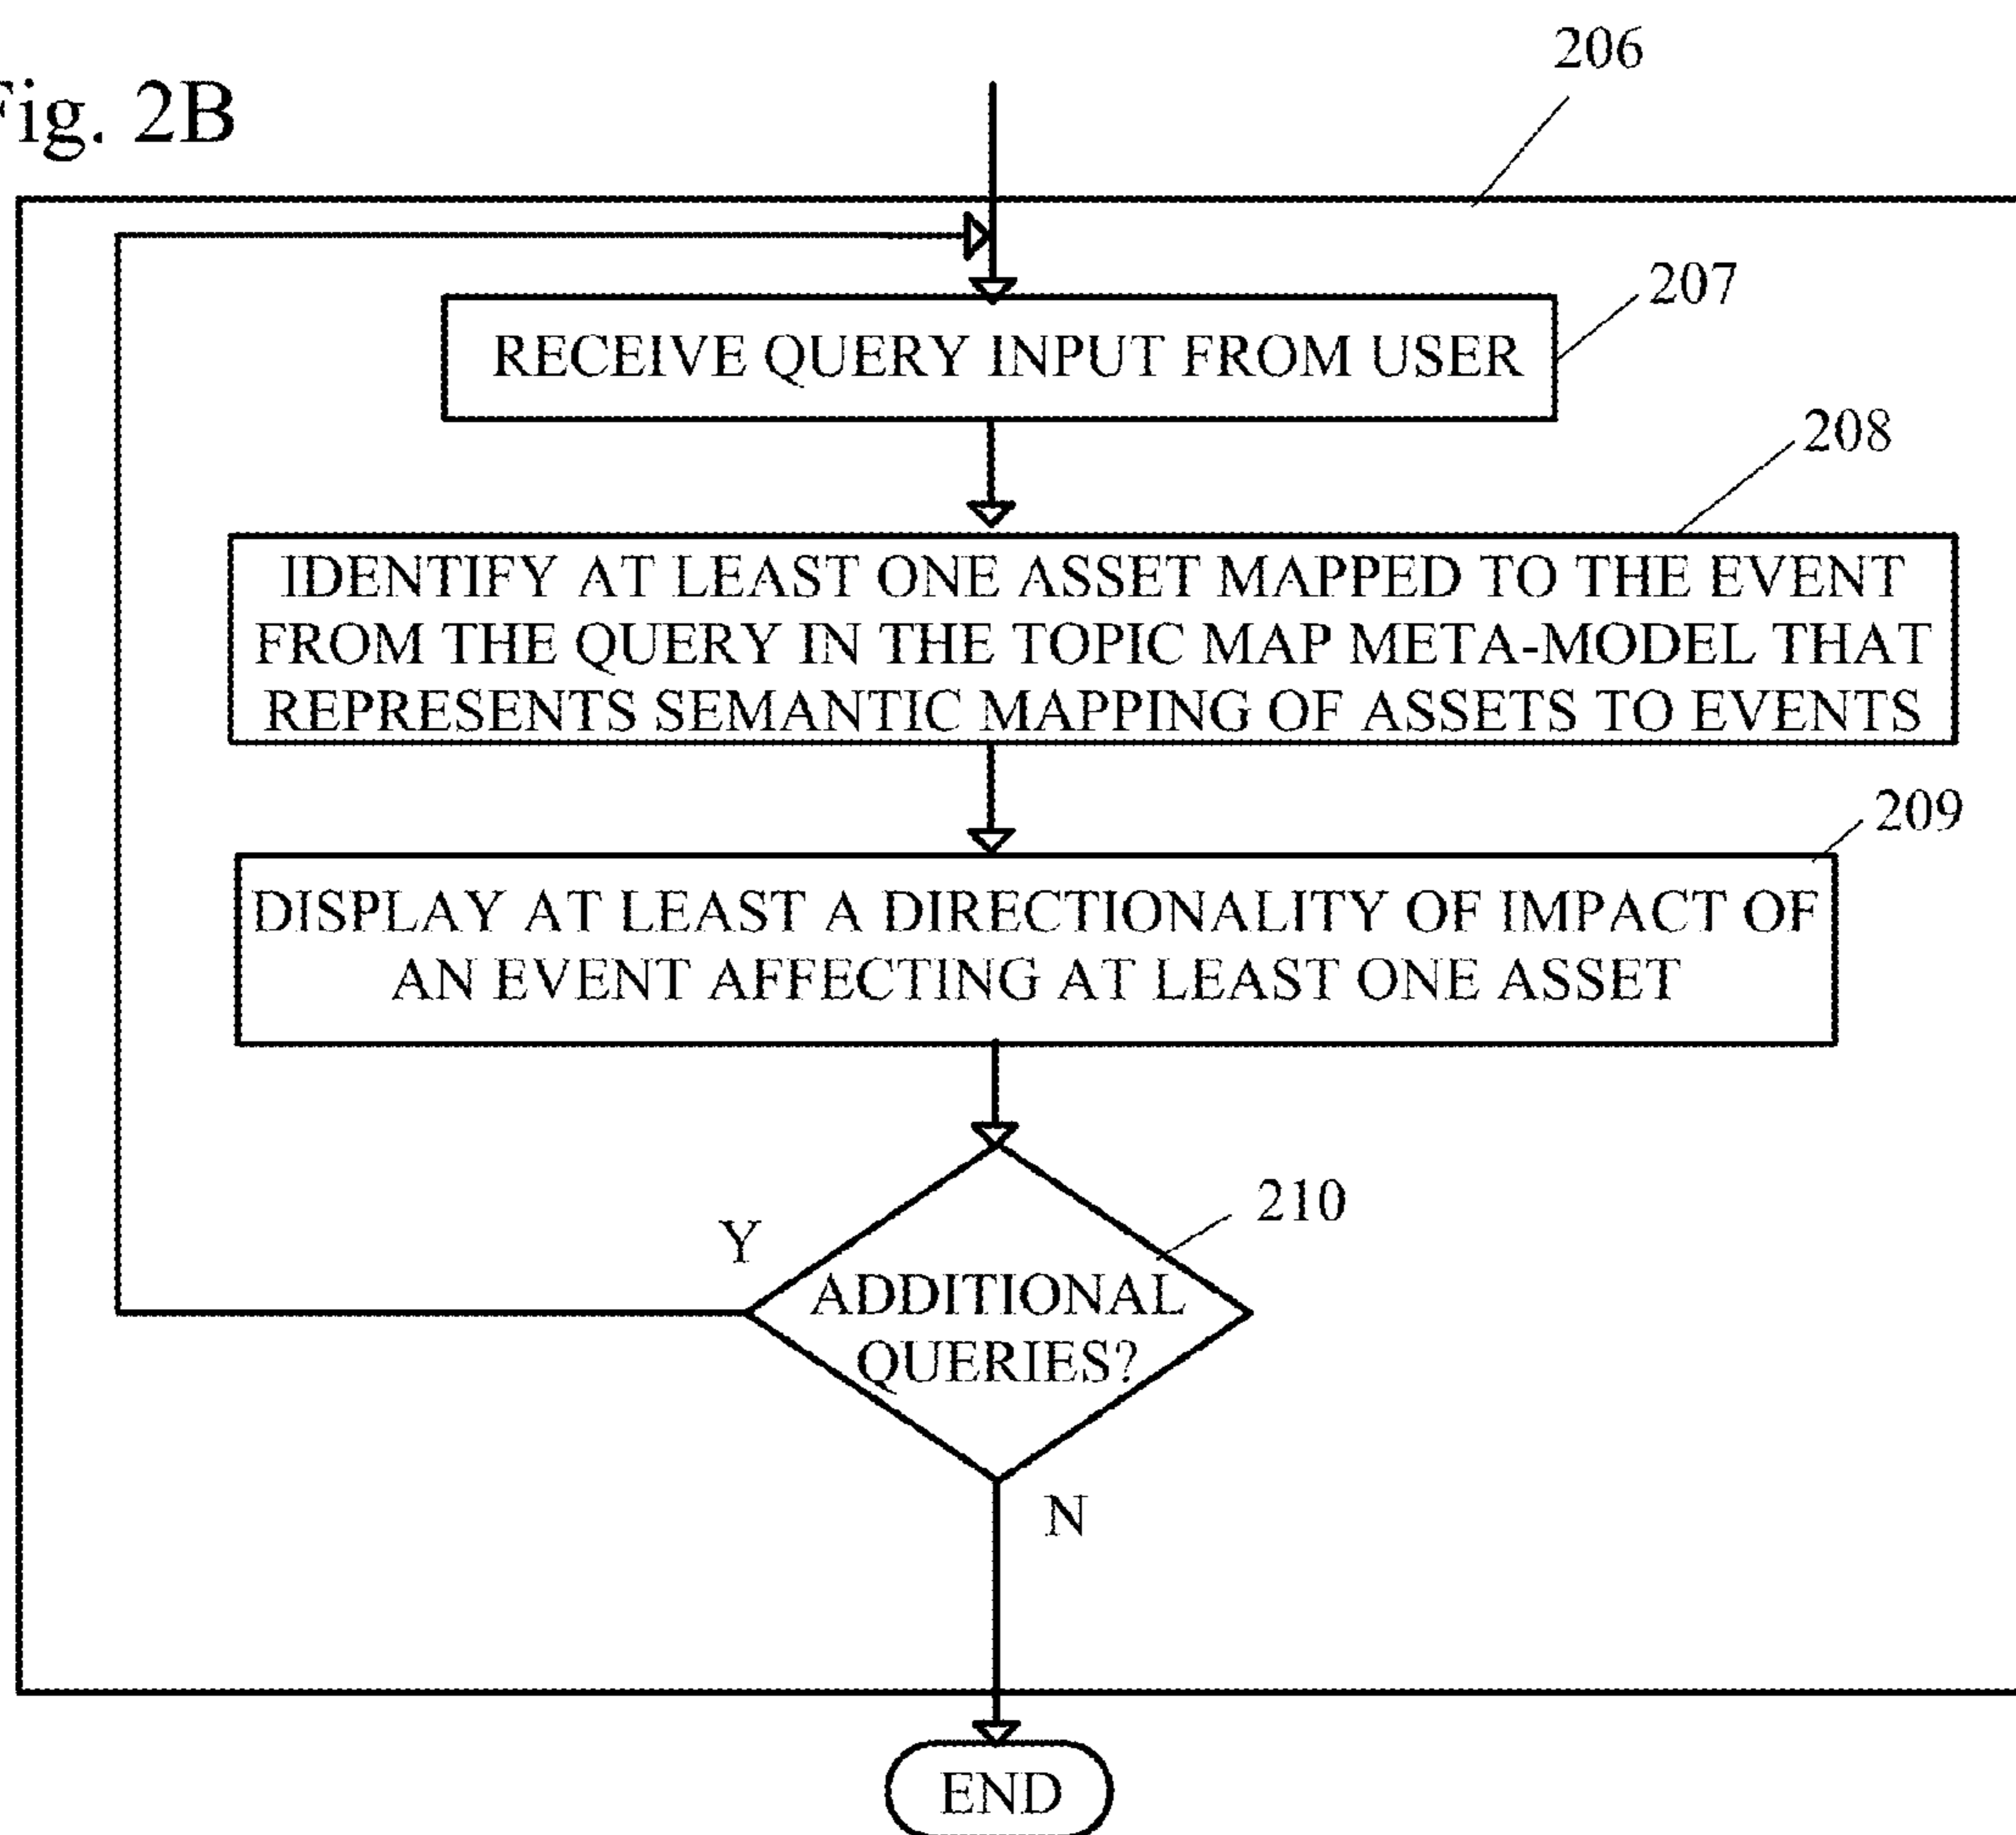 Fig. 2B
206
207
RECEIVE QUERY INPUT FROM USER
208
IDENTIFY AT LEAST ONE ASSET MAPPED TO THE EVENT
FROM THE QUERY IN THE TOPIC MAP META-MODEL THAT
REPRESENTS SEMANTIC MAPPING OF ASSETS TO EVENTS
209
DISPLAY AT LEAST A DIRECTIONALITY OF IMPACT OF
AN EVENT AFFECTING AT LEAST ONE ASSET
210
Y
ADDITIONAL
QUERIES?
N
END